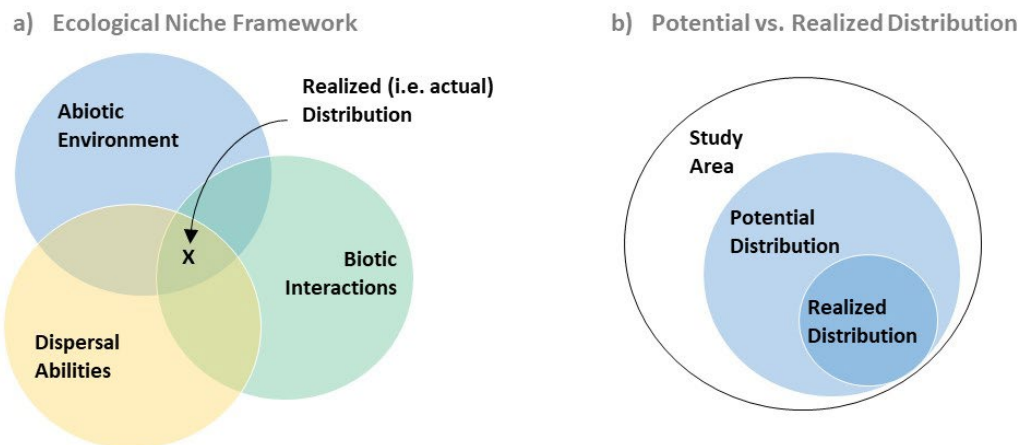 a) Ecological Niche Framework
Abiotic
Environment
Realized (i.e. actual)
Distribution
X
Biotic
Interactions
Dispersal
Abilities
b) Potential vs. Realized Distribution
Study
Area
Potential
Distribution
Realized
Distribution